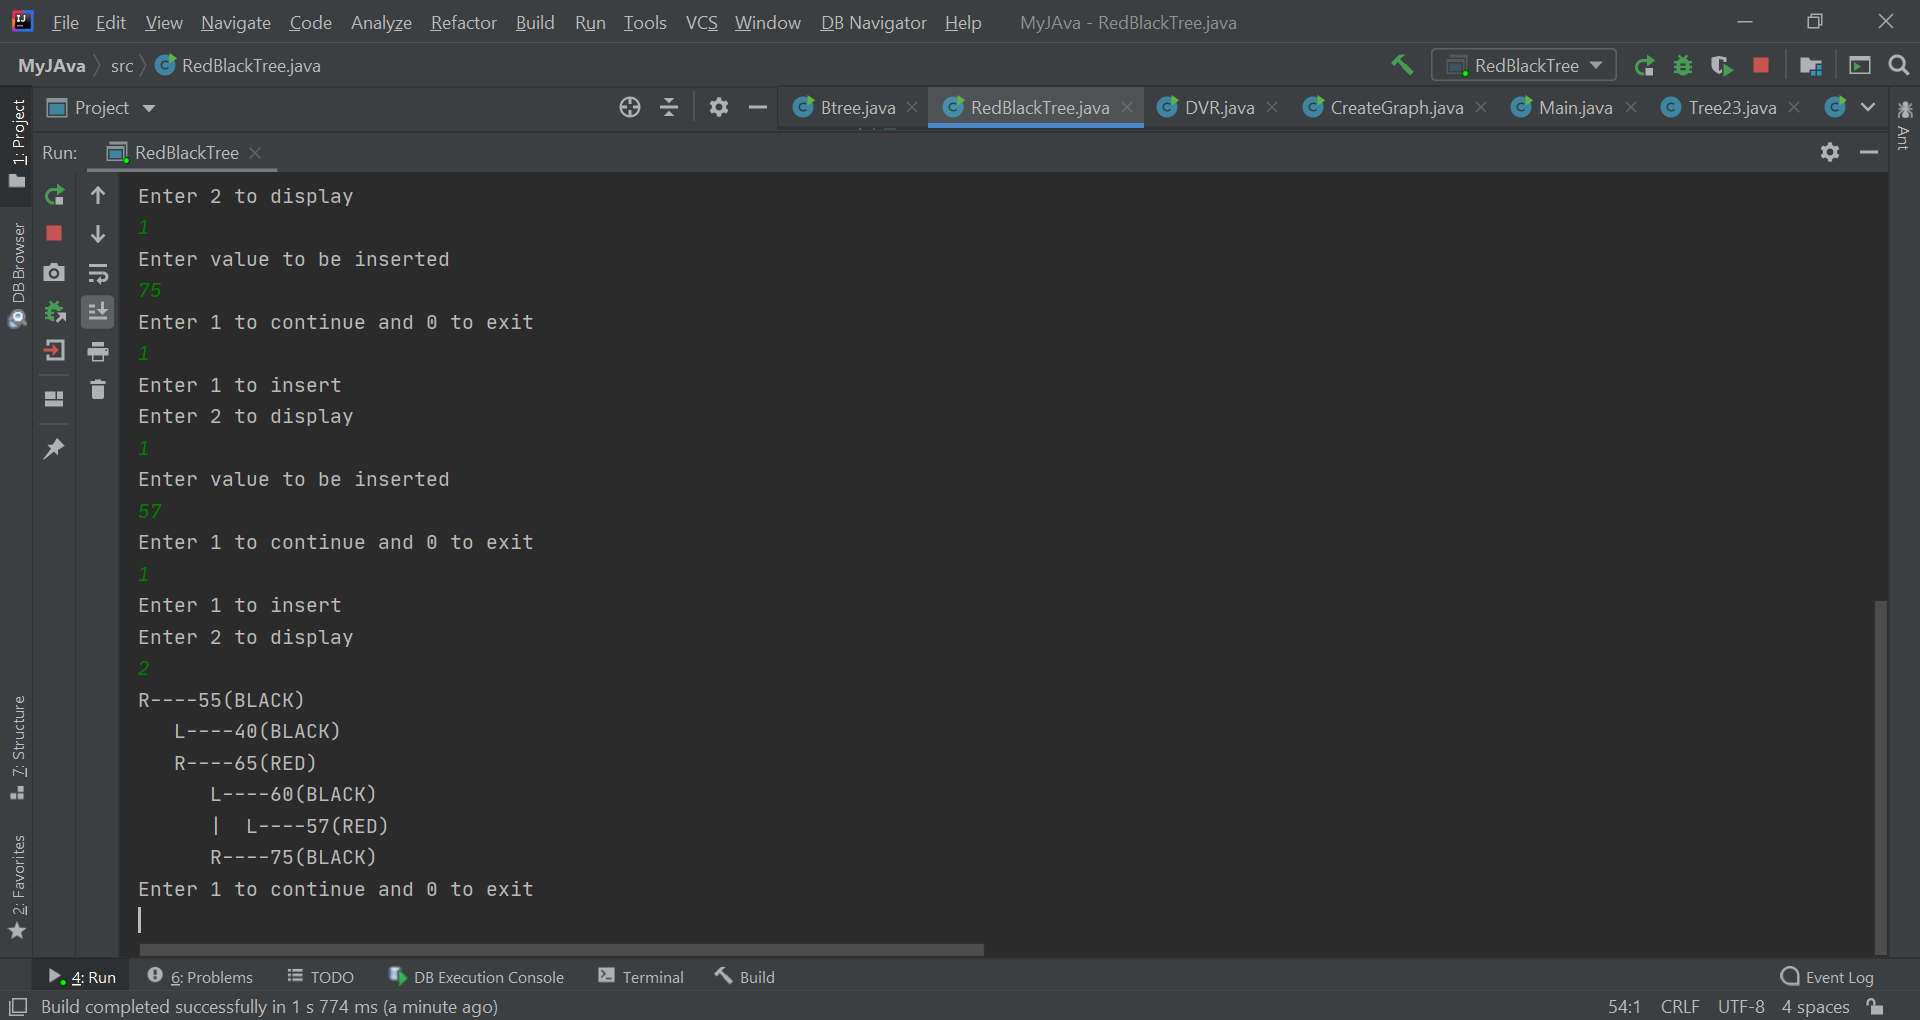 File Edit View Navigate Code Analyze Refactor Build Run Tools VCS Window DB Navigator Help MyJAva - RedBlackTree.java
MyJAva src RedBlackTree.java RedBlackTree
Project Btree.java RedBlackTree.java DVR.java CreateGraph.java Main.java Tree23.java
Run: RedBlackTree
1: Project
DB Browser
7: Structure
2: Favorites
Ant
Enter 2 to display
1
Enter value to be inserted
75
Enter 1 to continue and 0 to exit
1
Enter 1 to insert
Enter 2 to display
1
Enter value to be inserted
57
Enter 1 to continue and 0 to exit
1
Enter 1 to insert
Enter 2 to display
2
R----55(BLACK)
   L----40(BLACK)
   R----65(RED)
      L----60(BLACK)
      |  L----57(RED)
      R----75(BLACK)
Enter 1 to continue and 0 to exit
4: Run 6: Problems TODO DB Execution Console Terminal Build Event Log
Build completed successfully in 1 s 774 ms (a minute ago) 54:1 CRLF UTF-8 4 spaces